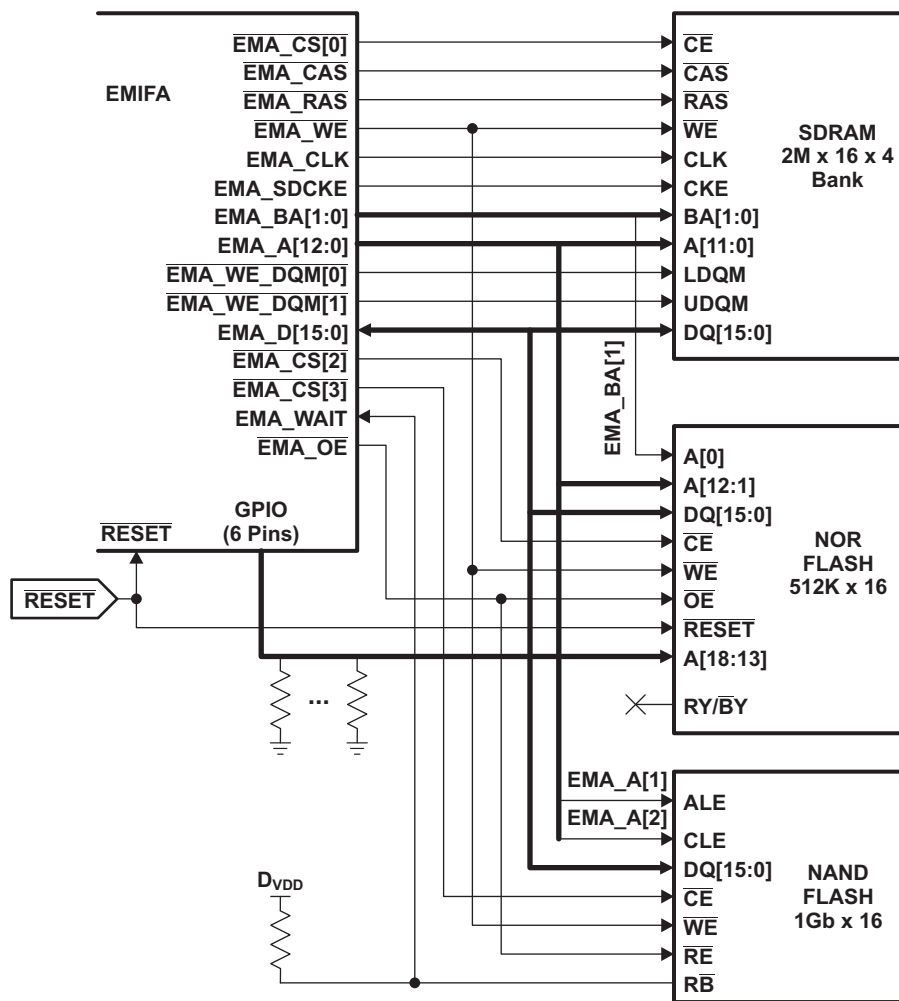 EMIFA
EMA_CS[0]
EMA_CAS
EMA_RAS
EMA_WE
EMA_CLK
EMA_SDCKE
EMA_BA[1:0]
EMA_A[12:0]
EMA_WE_DQM[0]
EMA_WE_DQM[1]
EMA_D[15:0]
EMA_CS[2]
EMA_CS[3]
EMA_WAIT
EMA_OE
GPIO
(6 Pins)
RESET
RESET
...
DVDD
CE
CAS
RAS
WE
CLK
CKE
BA[1:0]
A[11:0]
LDQM
UDQM
DQ[15:0]
SDRAM
2M x 16 x 4
Bank
EMA_BA[1]
A[0]
A[12:1]
DQ[15:0]
CE
WE
OE
RESET
A[18:13]
RY/BY
NOR
FLASH
512K x 16
EMA_A[1]
EMA_A[2]
ALE
CLE
DQ[15:0]
CE
WE
RE
RB
NAND
FLASH
1Gb x 16